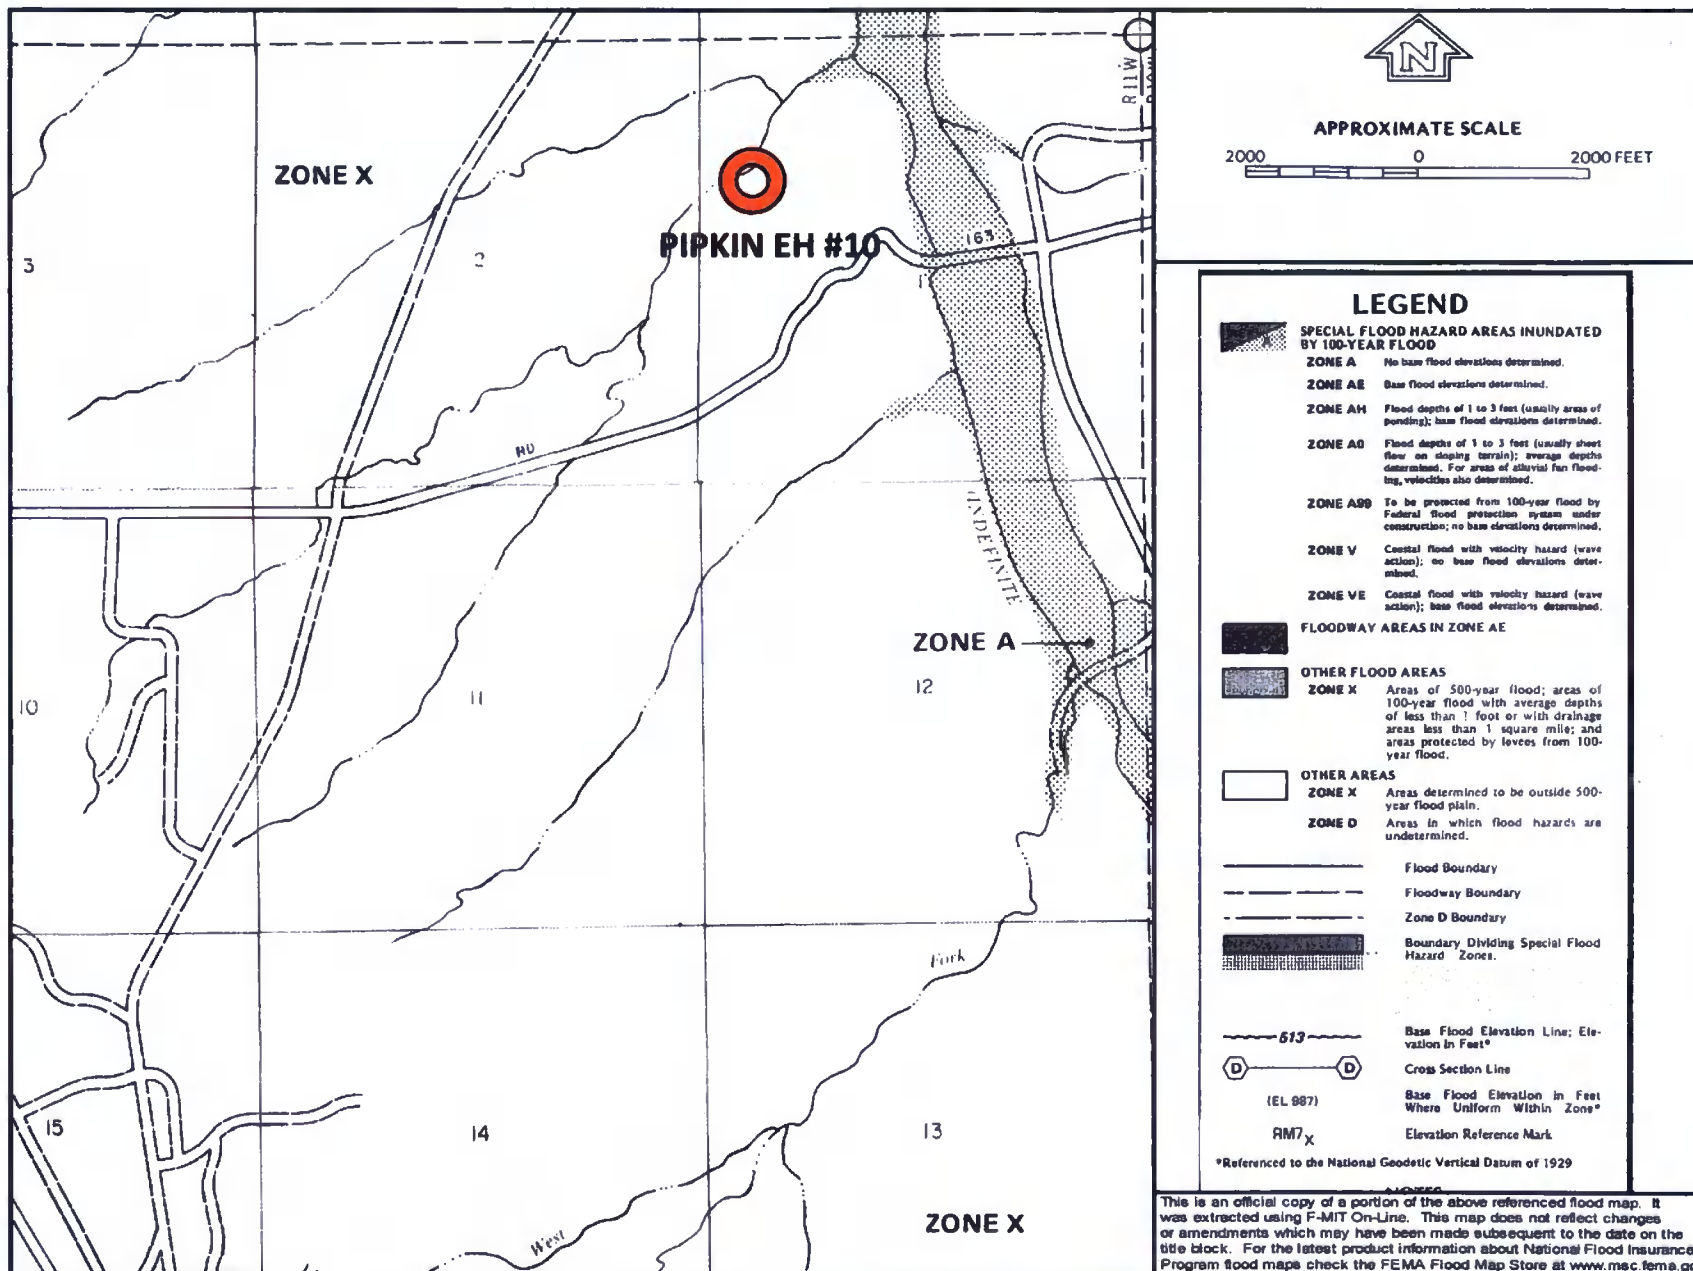 N
R11W
APPROXIMATE SCALE
2000 0 2000 FEET
ZONE X
PIPKIN EH #10
163
3
2
1
RD
INDEFINITE
ZONE A
10
11
12
Fork
15
14
13
West
ZONE X
LEGEND
SPECIAL FLOOD HAZARD AREAS INUNDATED
BY 100-YEAR FLOOD
ZONE A No base flood elevations determined.
ZONE AE Base flood elevations determined.
ZONE AH Flood depths of 1 to 3 feet (usually areas of
ponding); base flood elevations determined.
ZONE AO Flood depths of 1 to 3 feet (usually sheet
flow on sloping terrain); average depths
determined. For areas of alluvial fan flood-
ing, velocities also determined.
ZONE A99 To be protected from 100-year flood by
Federal flood protection system under
construction; no base elevations determined.
ZONE V Coastal flood with velocity hazard (wave
action); no base flood elevations deter-
mined.
ZONE VE Coastal flood with velocity hazard (wave
action); base flood elevations determined.
FLOODWAY AREAS IN ZONE AE
OTHER FLOOD AREAS
ZONE X Areas of 500-year flood; areas of
100-year flood with average depths
of less than 1 foot or with drainage
areas less than 1 square mile; and
areas protected by levees from 100-
year flood.
OTHER AREAS
ZONE X Areas determined to be outside 500-
year flood plain.
ZONE D Areas in which flood hazards are
undetermined.
Flood Boundary
Floodway Boundary
Zone D Boundary
Boundary Dividing Special Flood
Hazard Zones.
513 Base Flood Elevation Line; Ele-
vation in Feet*
D D Cross Section Line
(EL 987) Base Flood Elevation in Feet
Where Uniform Within Zone*
RM7X Elevation Reference Mark
*Referenced to the National Geodetic Vertical Datum of 1929
This is an official copy of a portion of the above referenced flood map. It
was extracted using F-MIT On-Line. This map does not reflect changes
or amendments which may have been made subsequent to the date on the
title block. For the latest product information about National Flood Insurance
Program flood maps check the FEMA Flood Map Store at www.msc.fema.go